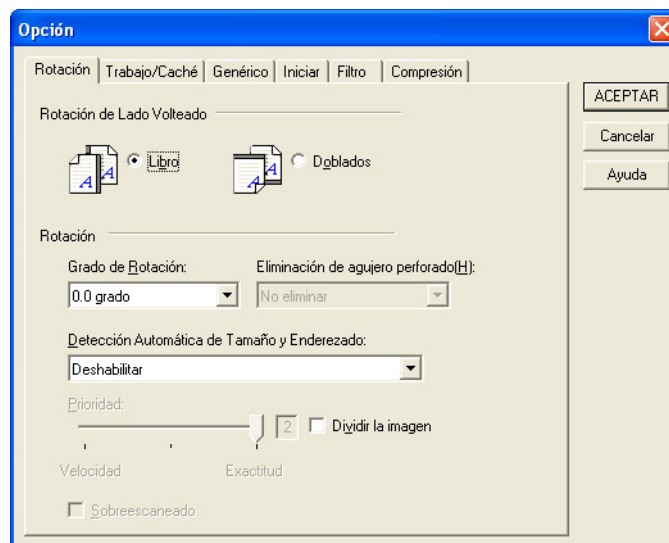 Opción
Rotación Trabajo/Caché Genérico Iniciar Filtro Compresión
ACEPTAR
Cancelar
Ayuda
Rotación de Lado Volteado
A A Libro A A Doblados
Rotación
Grado de Rotación: Eliminación de agujero perforado(H):
0.0 grado No eliminar
Detección Automática de Tamaño y Enderezado:
Deshabilitar
Prioridad:
2 Dividir la imagen
Velocidad Exactitud
Sobreescaneado